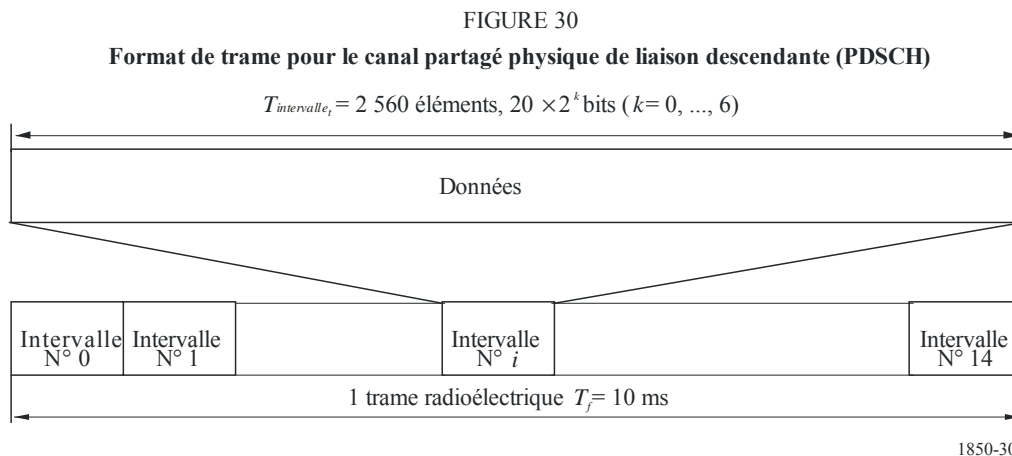 FIGURE 30
Format de trame pour le canal partagé physique de liaison descendante (PDSCH)
T_intervalle_t = 2 560 éléments, 20 × 2^k bits (k = 0, ..., 6)
Données
Intervalle N° 0
Intervalle N° 1
Intervalle N° i
Intervalle N° 14
1 trame radioélectrique T_f = 10 ms
1850-30